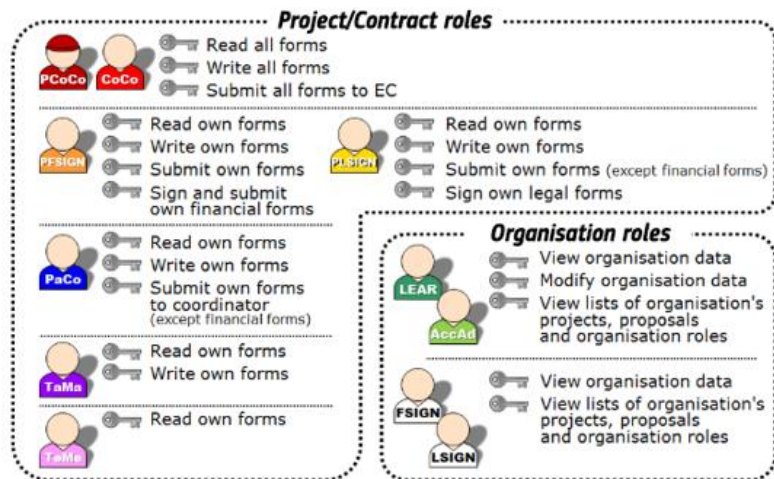 Project/Contract roles
PCoCo
CoCo
Read all forms
Write all forms
Submit all forms to EC
PFSIGN
Read own forms
Write own forms
Submit own forms
Sign and submit
own financial forms
PLSIGN
Read own forms
Write own forms
Submit own forms (except financial forms)
Sign own legal forms
PaCo
Read own forms
Write own forms
Submit own forms
to coordinator
(except financial forms)
TaMa
Read own forms
Write own forms
TeMe
Read own forms
Organisation roles
LEAR
AccAd
View organisation data
Modify organisation data
View lists of organisation's
projects, proposals
and organisation roles
FSIGN
LSIGN
View organisation data
View lists of organisation's
projects, proposals
and organisation roles